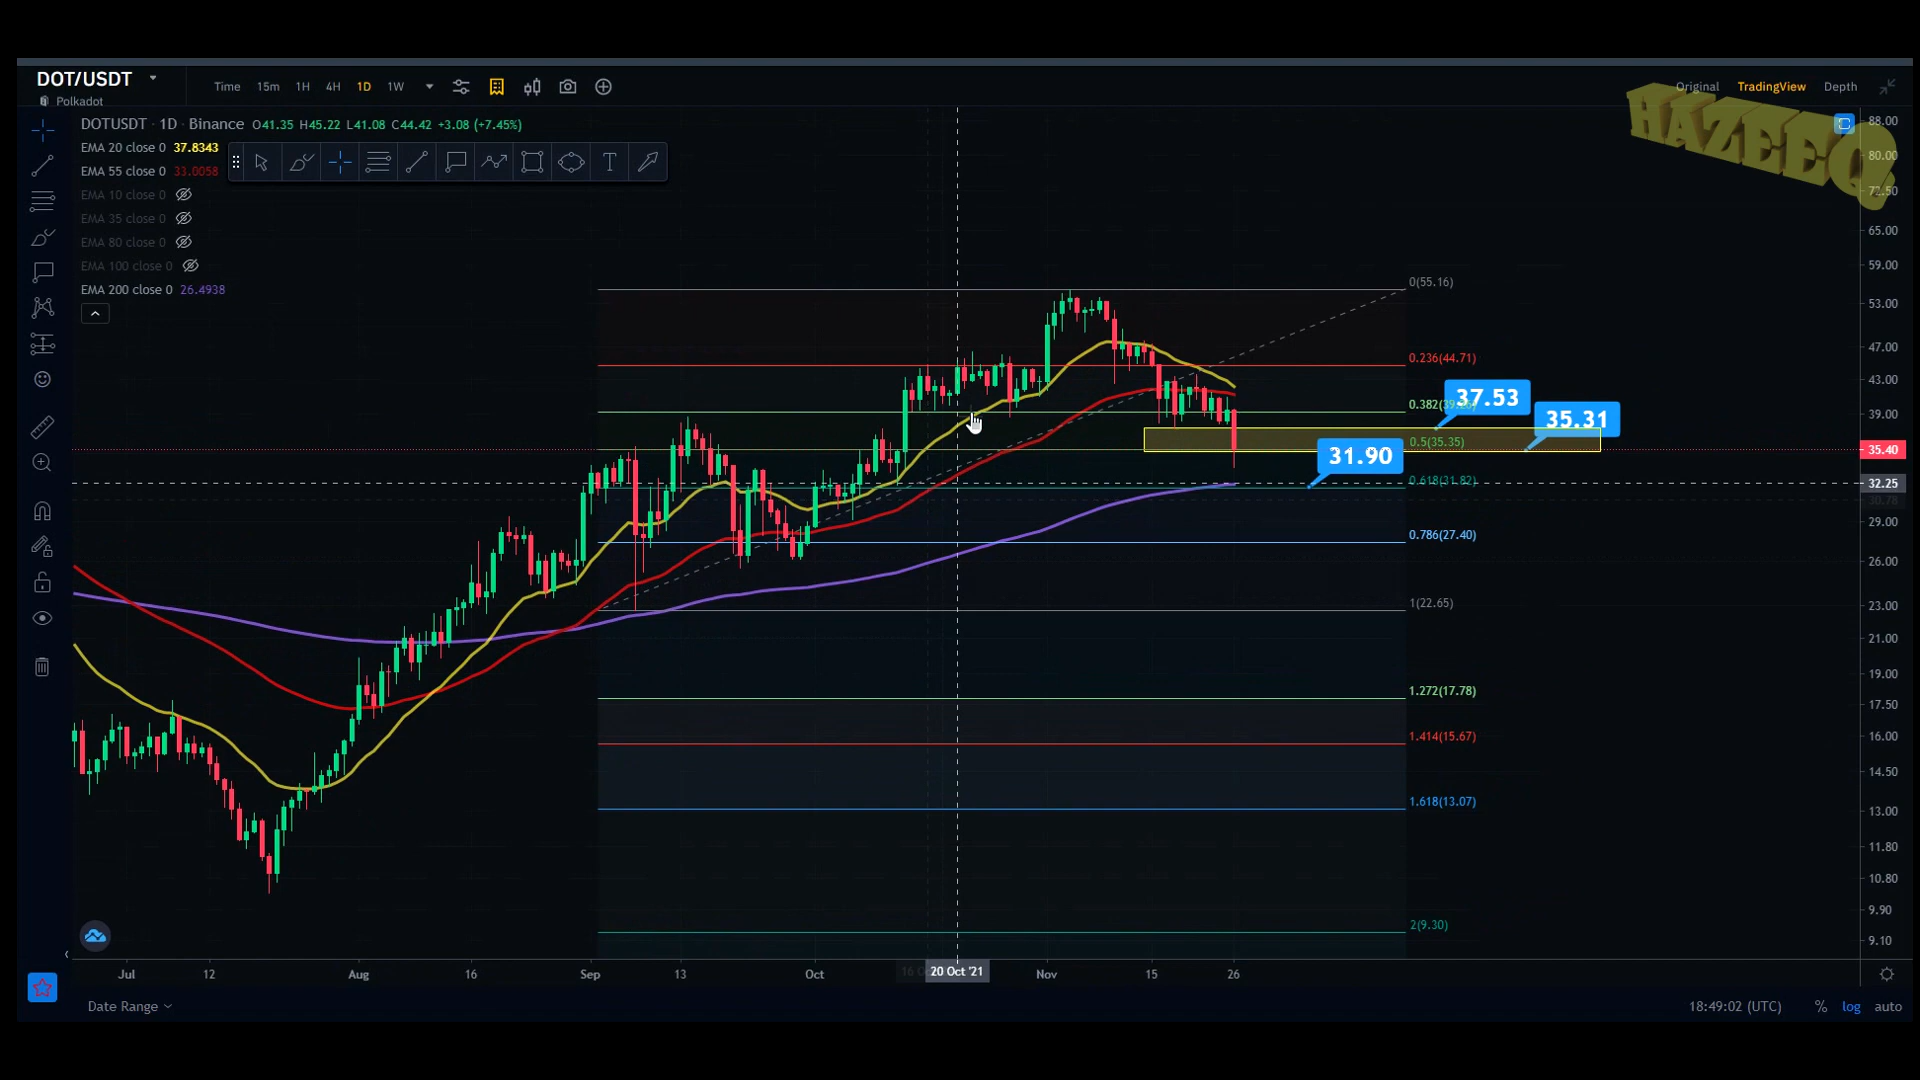 DOT/USDT
Polkadot
Time 15m 1H 4H 1D 1W
Original TradingView Depth
HAZEEQ
DOTUSDT · 1D · Binance O41.35 H45.22 L41.08 C44.42 +3.08 (+7.45%)
EMA 20 close 0 37.8343
EMA 55 close 0 33.0058
EMA 10 close 0
EMA 35 close 0
EMA 80 close 0
EMA 100 close 0
EMA 200 close 0 26.4938
T
0(55.16)
0.236(44.71)
0.382(
37.53
35.31
0.5(35.35)
31.90
0.618(31.82)
0.786(27.40)
1(22.65)
1.272(17.78)
1.414(15.67)
1.618(13.07)
2(9.30)
88.00
80.00
72.50
65.00
59.00
53.00
47.00
43.00
39.00
35.40
32.25
29.00
26.00
23.00
21.00
19.00
17.50
16.00
14.50
13.00
11.80
10.80
9.90
9.10
Jul 12 Aug 16 Sep 13 Oct 20 Oct '21 Nov 15 26
Date Range
18:49:02 (UTC) % log auto